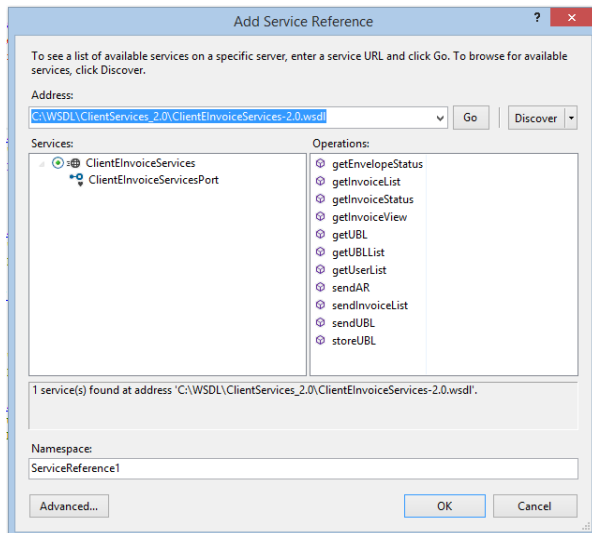 Add Service Reference
?
To see a list of available services on a specific server, enter a service URL and click Go. To browse for available
services, click Discover.
Address:
C:\WSDL\ClientServices_2.0\ClientEInvoiceServices-2.0.wsdl
Go
Discover
Services:
ClientEInvoiceServices
ClientEInvoiceServicesPort
Operations:
getEnvelopeStatus
getInvoiceList
getInvoiceStatus
getInvoiceView
getUBL
getUBLList
getUserList
sendAR
sendInvoiceList
sendUBL
storeUBL
1 service(s) found at address 'C:\WSDL\ClientServices_2.0\ClientEInvoiceServices-2.0.wsdl'.
Namespace:
ServiceReference1
Advanced...
OK
Cancel